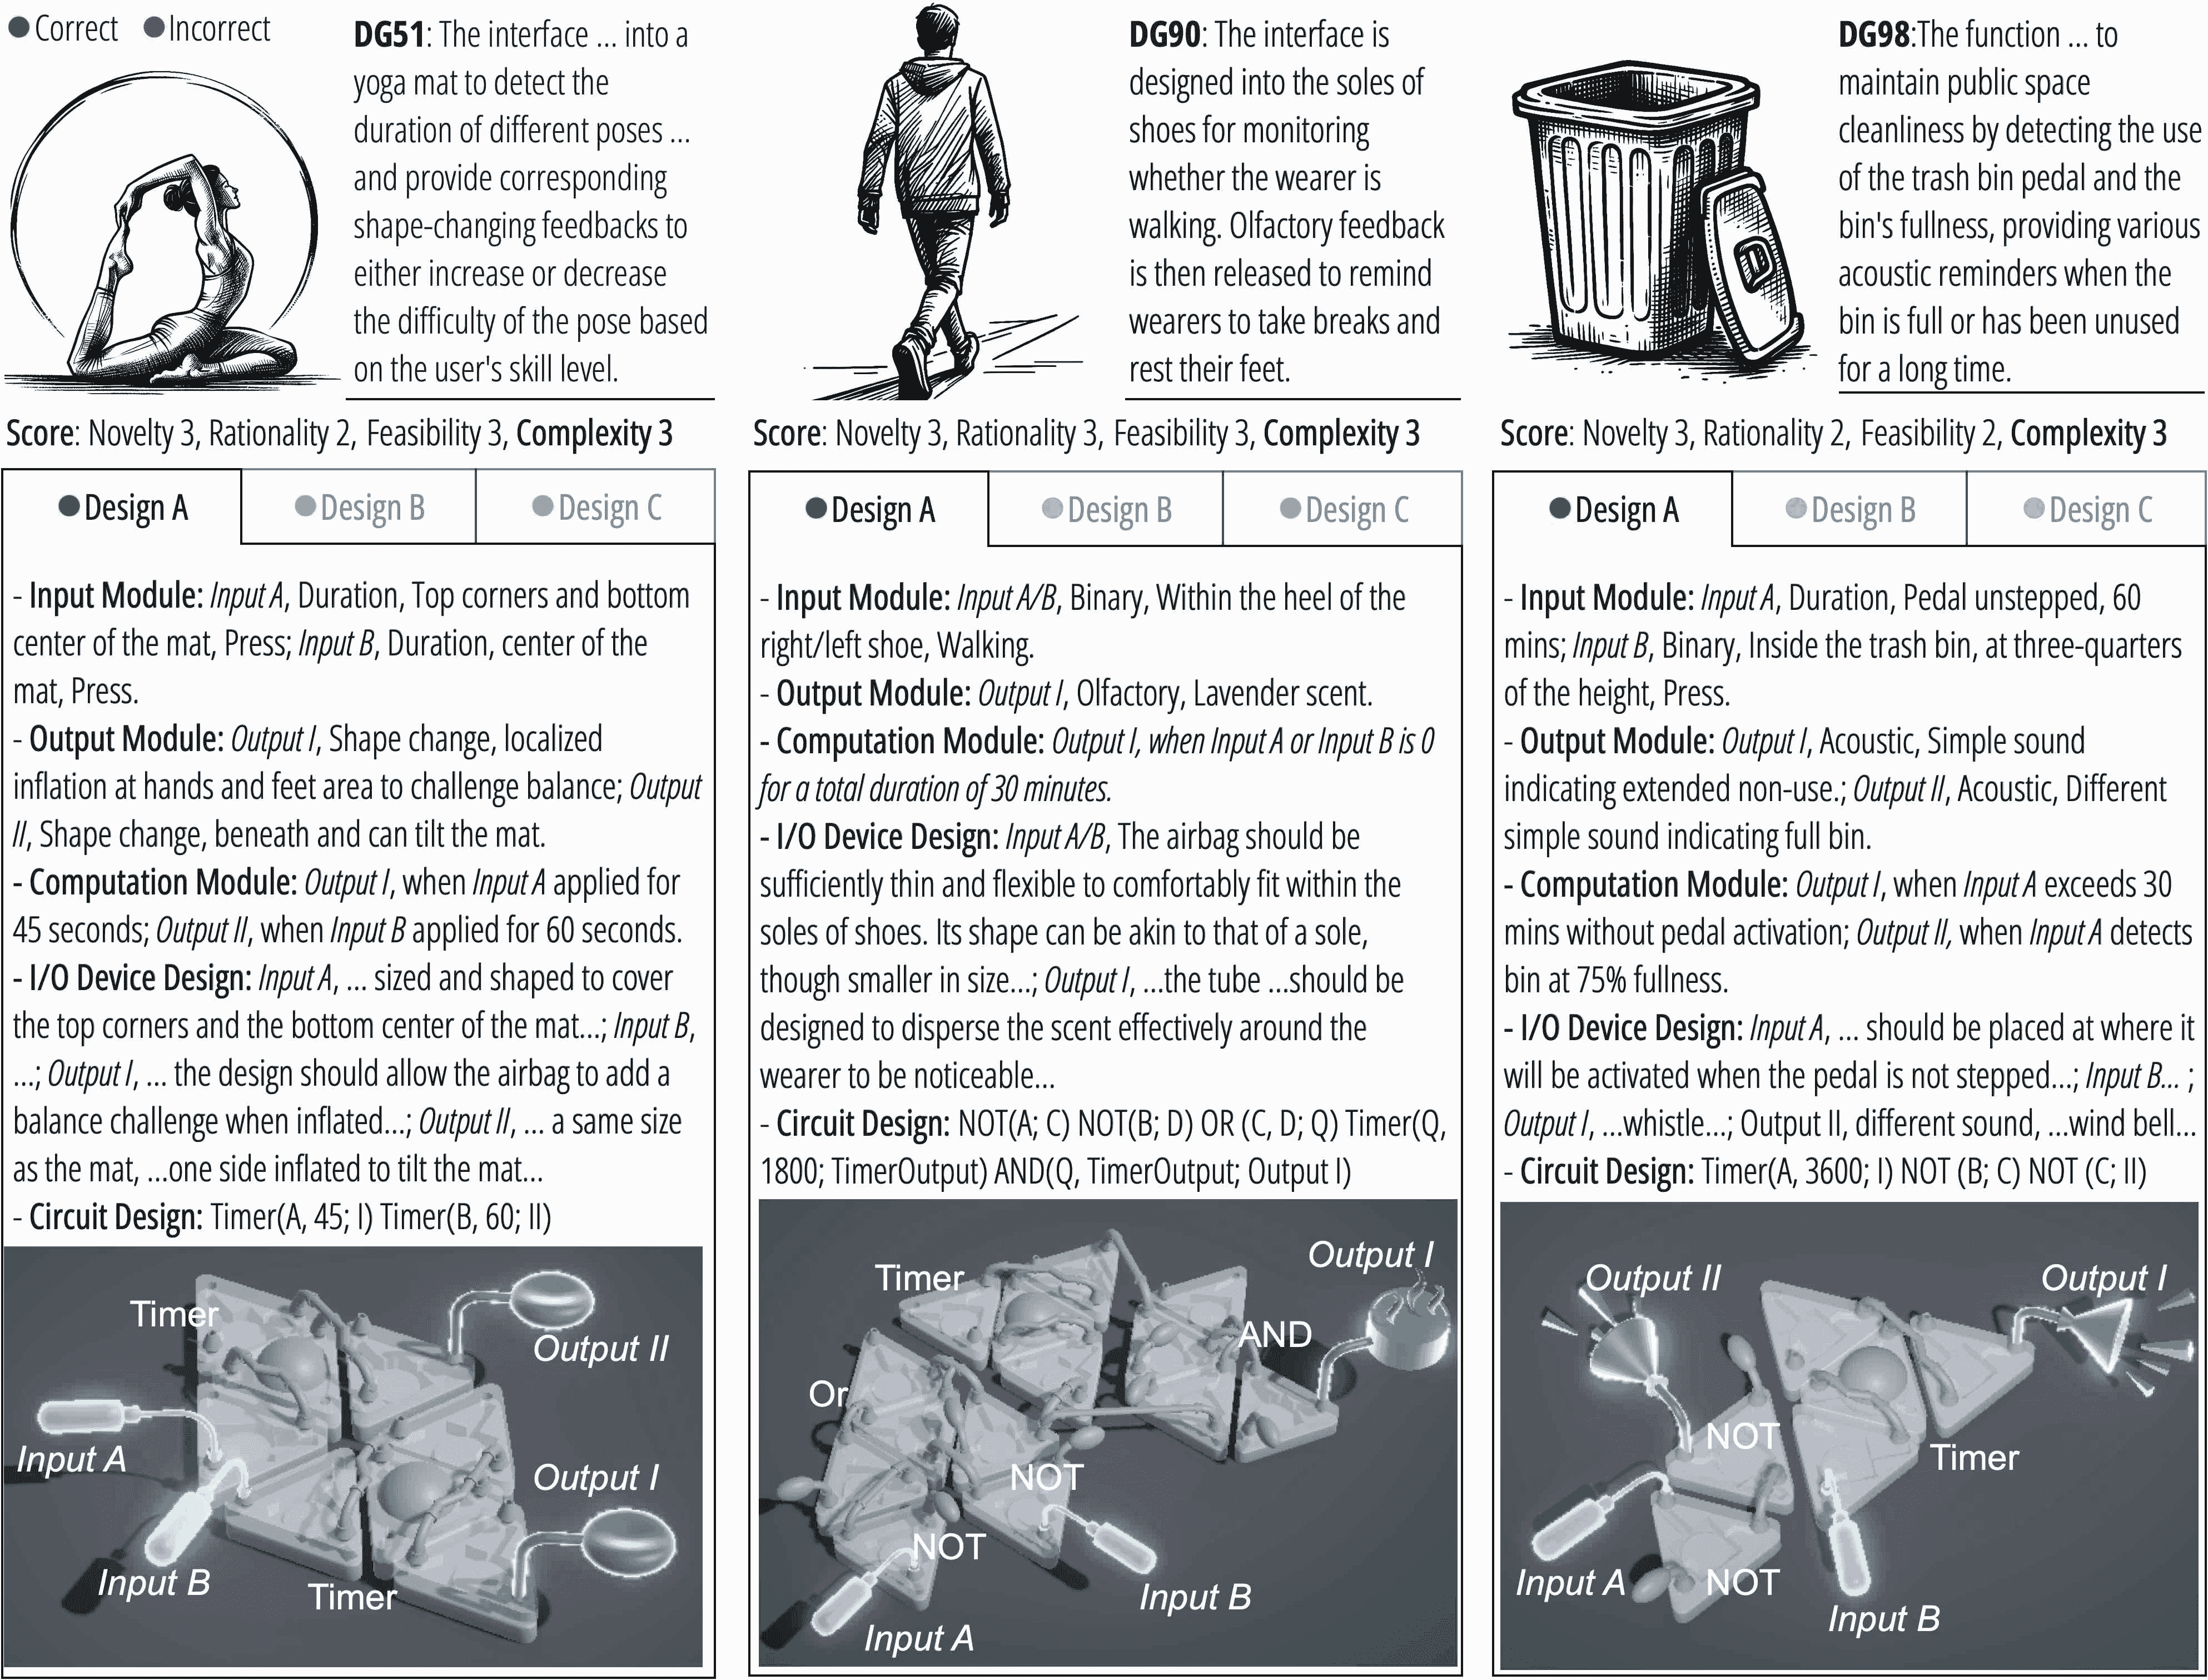 Correct Incorrect
DG51: The interface ... into a
yoga mat to detect the
duration of different poses ...
and provide corresponding
shape-changing feedbacks to
either increase or decrease
the difficulty of the pose based
on the user's skill level.
Score: Novelty 3, Rationality 2, Feasibility 3, Complexity 3
Design A Design B Design C
- Input Module: Input A, Duration, Top corners and bottom
center of the mat, Press; Input B, Duration, center of the
mat, Press.
- Output Module: Output I, Shape change, localized
inflation at hands and feet area to challenge balance; Output
II, Shape change, beneath and can tilt the mat.
- Computation Module: Output I, when Input A applied for
45 seconds; Output II, when Input B applied for 60 seconds.
- I/O Device Design: Input A, ... sized and shaped to cover
the top corners and the bottom center of the mat...; Input B,
...; Output I, ... the design should allow the airbag to add a
balance challenge when inflated...; Output II, ... a same size
as the mat, ...one side inflated to tilt the mat...
- Circuit Design: Timer(A, 45; I) Timer(B, 60; II)
Timer
Output II
Input A
Output I
Input B
Timer
DG90: The interface is
designed into the soles of
shoes for monitoring
whether the wearer is
walking. Olfactory feedback
is then released to remind
wearers to take breaks and
rest their feet.
Score: Novelty 3, Rationality 3, Feasibility 3, Complexity 3
Design A Design B Design C
- Input Module: Input A/B, Binary, Within the heel of the
right/left shoe, Walking.
- Output Module: Output I, Olfactory, Lavender scent.
- Computation Module: Output I, when Input A or Input B is 0
for a total duration of 30 minutes.
- I/O Device Design: Input A/B, The airbag should be
sufficiently thin and flexible to comfortably fit within the
soles of shoes. Its shape can be akin to that of a sole,
though smaller in size...; Output I, ...the tube ...should be
designed to disperse the scent effectively around the
wearer to be noticeable...
- Circuit Design: NOT(A; C) NOT(B; D) OR (C, D; Q) Timer(Q,
1800; TimerOutput) AND(Q, TimerOutput; Output I)
Output I
Timer
AND
Or
NOT
NOT
Input B
Input A
DG98:The function ... to
maintain public space
cleanliness by detecting the use
of the trash bin pedal and the
bin's fullness, providing various
acoustic reminders when the
bin is full or has been unused
for a long time.
Score: Novelty 3, Rationality 2, Feasibility 2, Complexity 3
Design A Design B Design C
- Input Module: Input A, Duration, Pedal unstepped, 60
mins; Input B, Binary, Inside the trash bin, at three-quarters
of the height, Press.
- Output Module: Output I, Acoustic, Simple sound
indicating extended non-use.; Output II, Acoustic, Different
simple sound indicating full bin.
- Computation Module: Output I, when Input A exceeds 30
mins without pedal activation; Output II, when Input A detects
bin at 75% fullness.
- I/O Device Design: Input A, ... should be placed at where it
will be activated when the pedal is not stepped...; Input B... ;
Output I, ...whistle...; Output II, different sound, ...wind bell...
- Circuit Design: Timer(A, 3600; I) NOT (B; C) NOT (C; II)
Output II
Output I
NOT
Timer
Input A
NOT
Input B